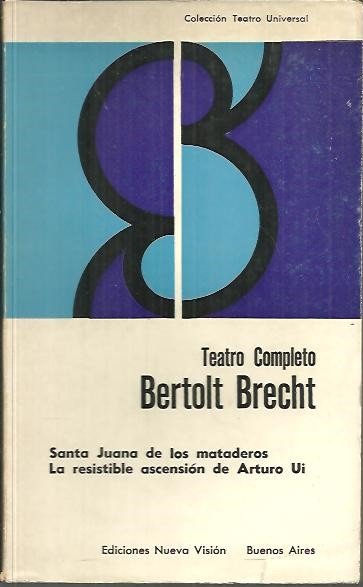 Colección Teatro Universal
Teatro Completo
Bertolt Brecht
Santa Juana de los mataderos
La resistible ascensión de Arturo Ui
Ediciones Nueva Visión Buenos Aires